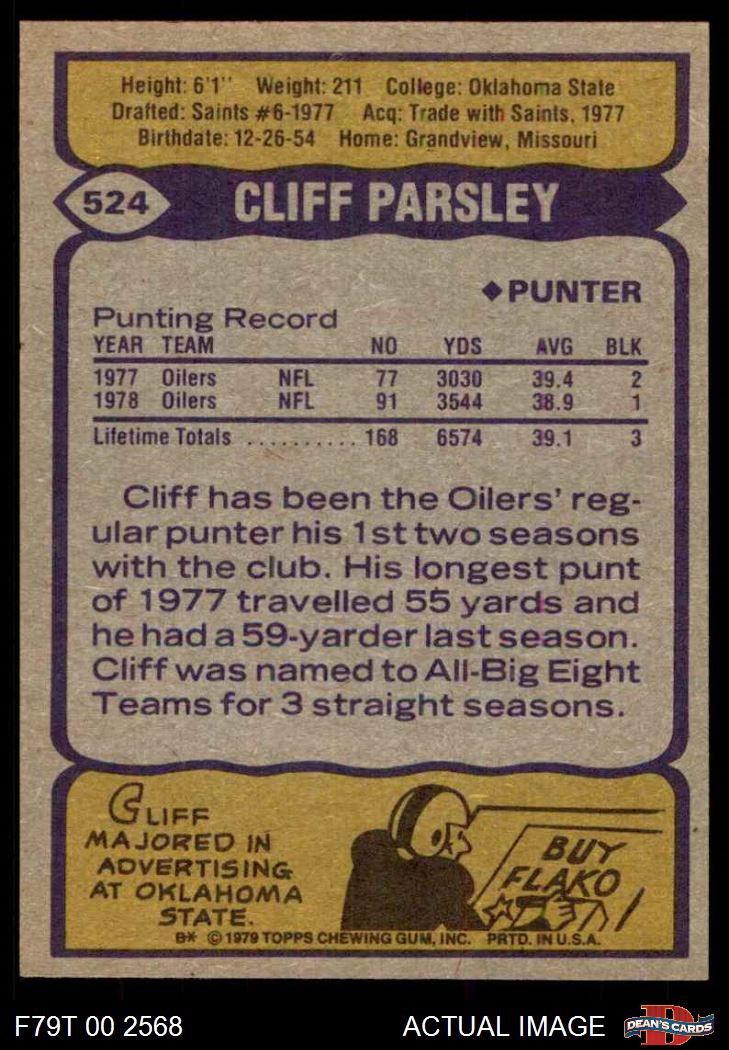 Height: 6'1'' Weight: 211 College: Oklahoma State
Drafted: Saints #6-1977 Acq: Trade with Saints, 1977
Birthdate: 12-26-54 Home: Grandview, Missouri
524 CLIFF PARSLEY
◆PUNTER
Punting Record
YEAR TEAM NO YDS AVG BLK
1977 Oilers NFL 77 3030 39.4 2
1978 Oilers NFL 91 3544 38.9 1
Lifetime Totals .......... 168 6574 39.1 3
Cliff has been the Oilers' reg-
ular punter his 1st two seasons
with the club. His longest punt
of 1977 travelled 55 yards and
he had a 59-yarder last season.
Cliff was named to All-Big Eight
Teams for 3 straight seasons.
CLIFF
MAJORED IN
ADVERTISING
AT OKLAHOMA
STATE.
BUY
FLAKO
B* © 1979 TOPPS CHEWING GUM, INC. PRTD. IN U.S.A.
F79T 00 2568 ACTUAL IMAGE
DEAN'S CARDS